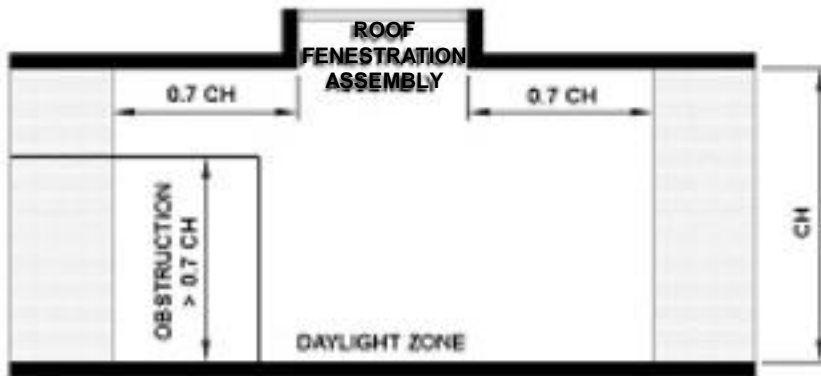 ROOF
FENESTRATION
ASSEMBLY
0.7 CH
0.7 CH
OBSTRUCTION
> 0.7 CH
CH
DAYLIGHT ZONE